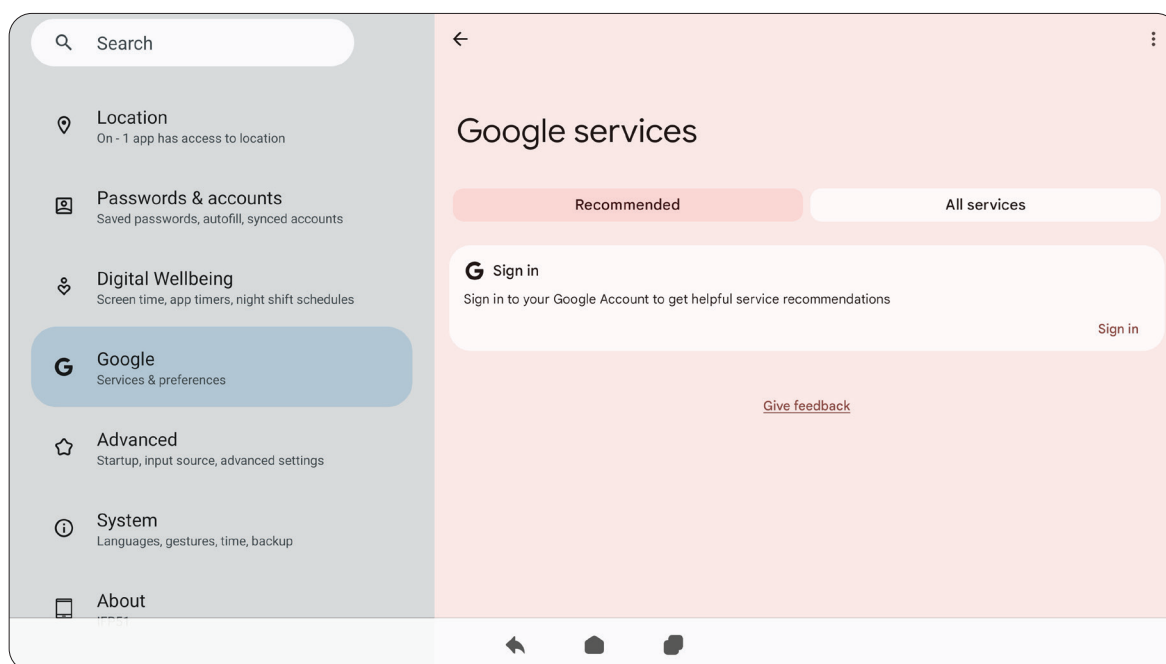 Search
Location
On - 1 app has access to location
Passwords & accounts
Saved passwords, autofill, synced accounts
Digital Wellbeing
Screen time, app timers, night shift schedules
Google
Services & preferences
Advanced
Startup, input source, advanced settings
System
Languages, gestures, time, backup
About
Google services
Recommended
All services
G Sign in
Sign in to your Google Account to get helpful service recommendations
Sign in
Give feedback